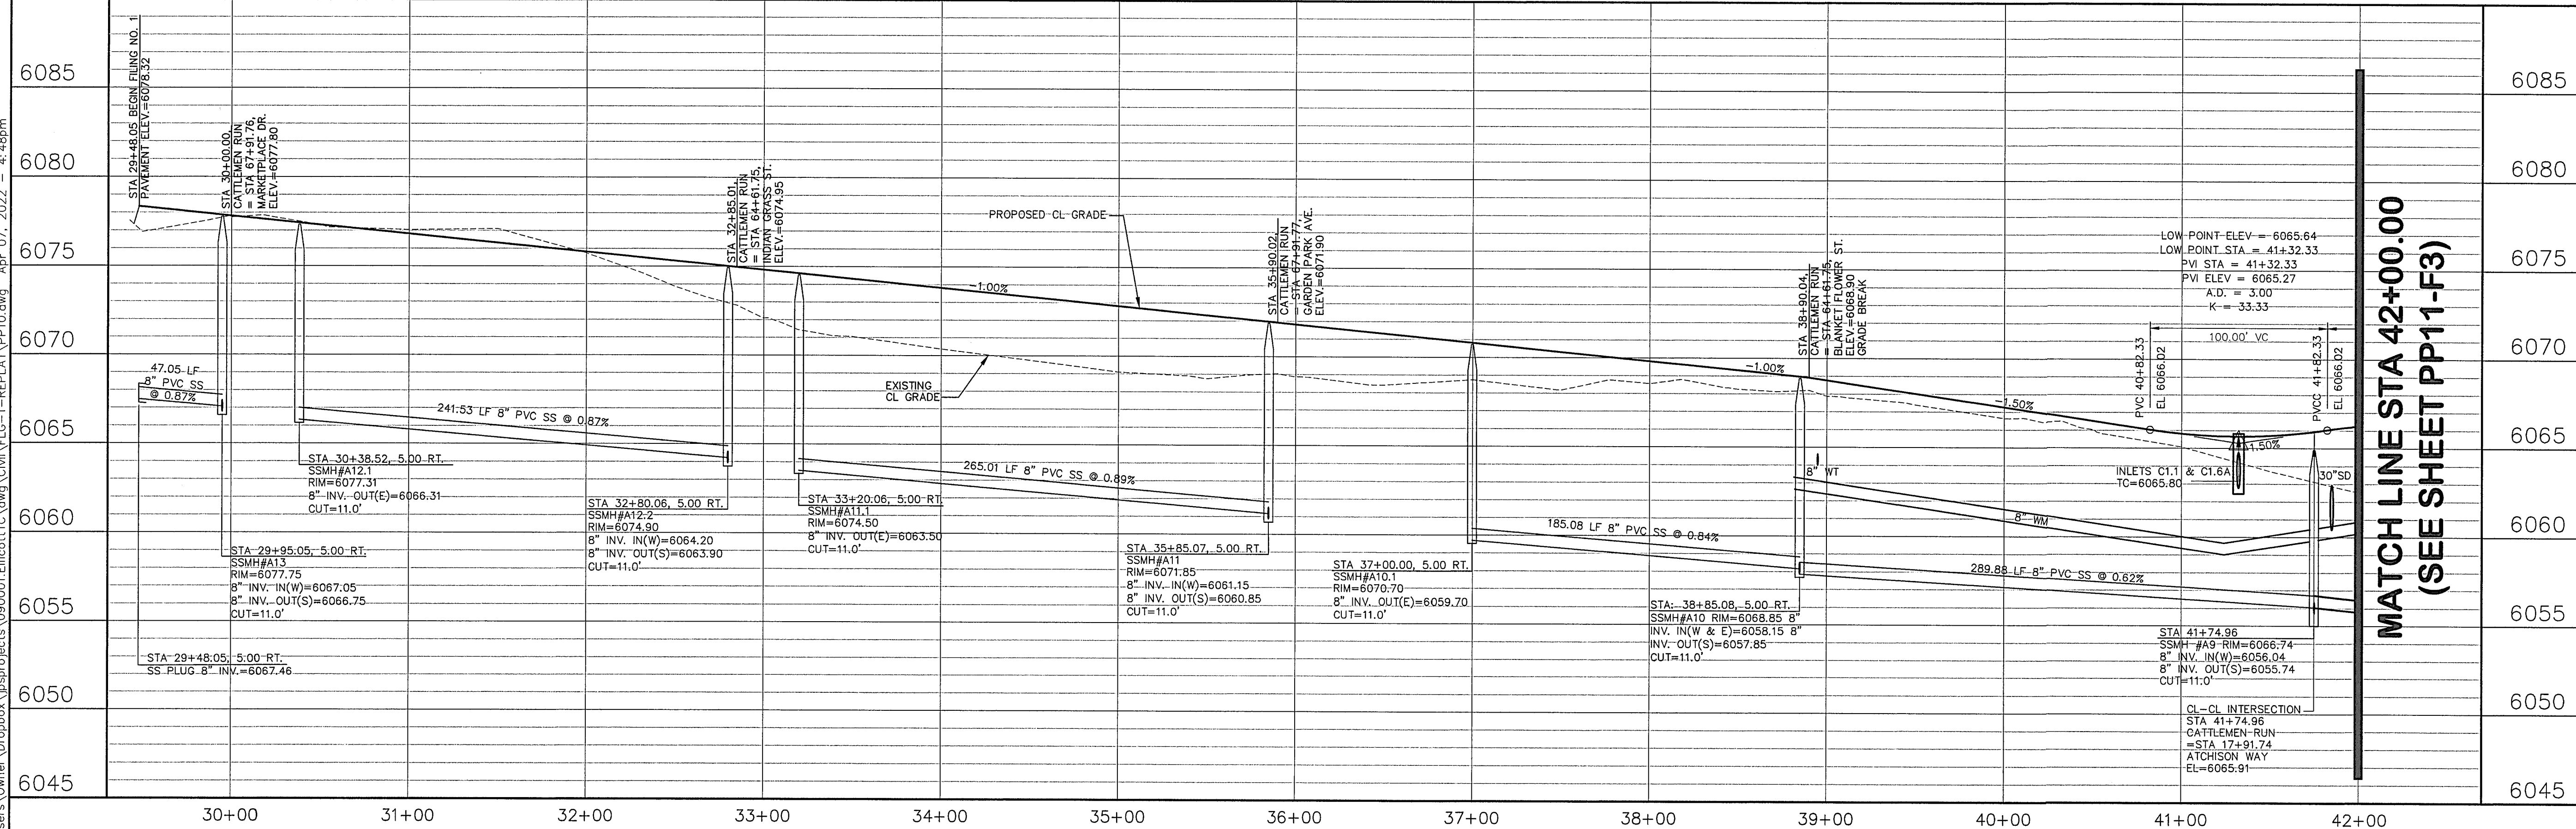 6085
6080
6075
6070
6065
6060
6055
6050
6045
STA 29+48.05 BEGIN FILING NO. 1
PAVEMENT ELEV.=6078.32
STA 30+00.00,
CATTLEMEN RUN
= STA 67+91.76,
MARKETPLACE DR.
ELEV.=6077.80
STA 32+85.01,
CATTLEMEN RUN
= STA 64+61.75,
INDIAN GRASS ST.
ELEV.=6074.95
PROPOSED CL GRADE
-1.00%
EXISTING
CL GRADE
STA 35+90.02,
CATTLEMEN RUN
= STA 67+91.77,
GARDEN PARK AVE.
ELEV.=6071.90
STA 38+90.04,
CATTLEMEN RUN
= STA 64+61.75,
BLANKET FLOWER ST.
ELEV.=6068.90
GRADE BREAK
-1.00%
-1.50%
LOW POINT ELEV = 6065.64
LOW POINT STA = 41+32.33
PVI STA = 41+32.33
PVI ELEV = 6065.27
A.D. = 3.00
K = 33.33
100.00' VC
PVC 40+82.33
EL 6066.02
PVCC 41+82.33
EL 6066.02
1.50%
INLETS C1.1 & C1.6A
TC=6065.80
30"SD
8" WT
8" WM
47.05 LF
8" PVC SS
@ 0.87%
241.53 LF 8" PVC SS @ 0.87%
265.01 LF 8" PVC SS @ 0.89%
185.08 LF 8" PVC SS @ 0.84%
289.88 LF 8" PVC SS @ 0.62%
STA 29+48.05, 5.00 RT.
SS PLUG 8" INV.=6067.46
STA 29+95.05, 5.00 RT.
SSMH#A13
RIM=6077.75
8" INV. IN(W)=6067.05
8" INV. OUT(S)=6066.75
CUT=11.0'
STA 30+38.52, 5.00 RT.
SSMH#A12.1
RIM=6077.31
8" INV. OUT(E)=6066.31
CUT=11.0'
STA 32+80.06, 5.00 RT.
SSMH#A12.2
RIM=6074.90
8" INV. IN(W)=6064.20
8" INV. OUT(S)=6063.90
CUT=11.0'
STA 33+20.06, 5.00 RT.
SSMH#A11.1
RIM=6074.50
8" INV. OUT(E)=6063.50
CUT=11.0'
STA 35+85.07, 5.00 RT.
SSMH#A11
RIM=6071.85
8" INV. IN(W)=6061.15
8" INV. OUT(S)=6060.85
CUT=11.0'
STA 37+00.00, 5.00 RT.
SSMH#A10.1
RIM=6070.70
8" INV. OUT(E)=6059.70
CUT=11.0'
STA: 38+85.08, 5.00 RT.
SSMH#A10 RIM=6068.85 8"
INV. IN(W & E)=6058.15 8"
INV. OUT(S)=6057.85
CUT=11.0'
STA 41+74.96
SSMH #A9 RIM=6066.74
8" INV. IN(W)=6056.04
8" INV. OUT(S)=6055.74
CUT=11.0'
CL-CL INTERSECTION
STA 41+74.96
CATTLEMEN RUN
=STA 17+91.74
ATCHISON WAY
EL=6065.91
MATCH LINE STA 42+00.00
(SEE SHEET PP11-F3)
6085
6080
6075
6070
6065
6060
6055
6050
6045
30+00
31+00
32+00
33+00
34+00
35+00
36+00
37+00
38+00
39+00
40+00
41+00
42+00